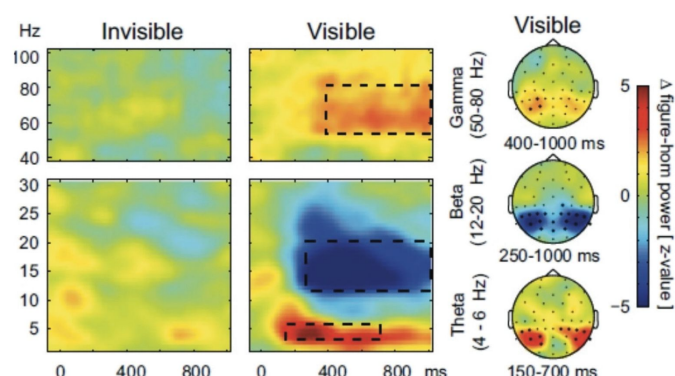 Invisible
Visible
Visible
Hz
100
80
60
40
30
25
20
15
10
5
0
400
800
0
400
800
ms
Gamma
(50-80 Hz)
400-1000 ms
Beta
(12-20 Hz)
250-1000 ms
Theta
(4 - 6 Hz)
150-700 ms
5
0
−5
Δ figure-hom power [ z-value ]